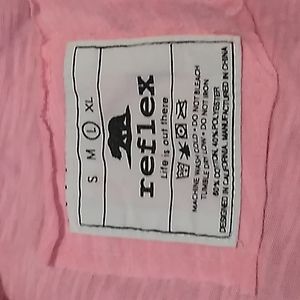 S M L XL
reflex
Life is out there
MACHINE WASH COLD • DO NOT BLEACH
TUMBLE DRY LOW • DO NOT IRON
60% COTTON, 40% POLYESTER
DESIGNED IN CALIFORNIA, MANUFACTURED IN CHINA